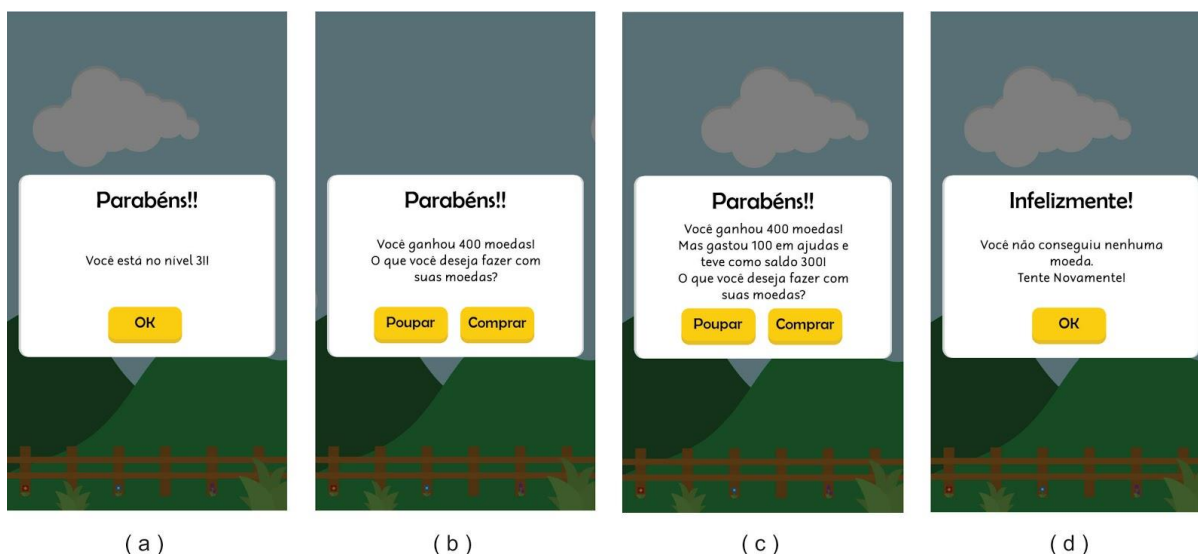 Parabéns!!
Você está no nível 3!!
OK
( a )
Parabéns!!
Você ganhou 400 moedas!
O que você deseja fazer com
suas moedas?
Poupar
Comprar
( b )
Parabéns!!
Você ganhou 400 moedas!
Mas gastou 100 em ajudas e
teve como saldo 300!
O que você deseja fazer com
suas moedas?
Poupar
Comprar
( c )
Infelizmente!
Você não conseguiu nenhuma
moeda.
Tente Novamente!
OK
( d )